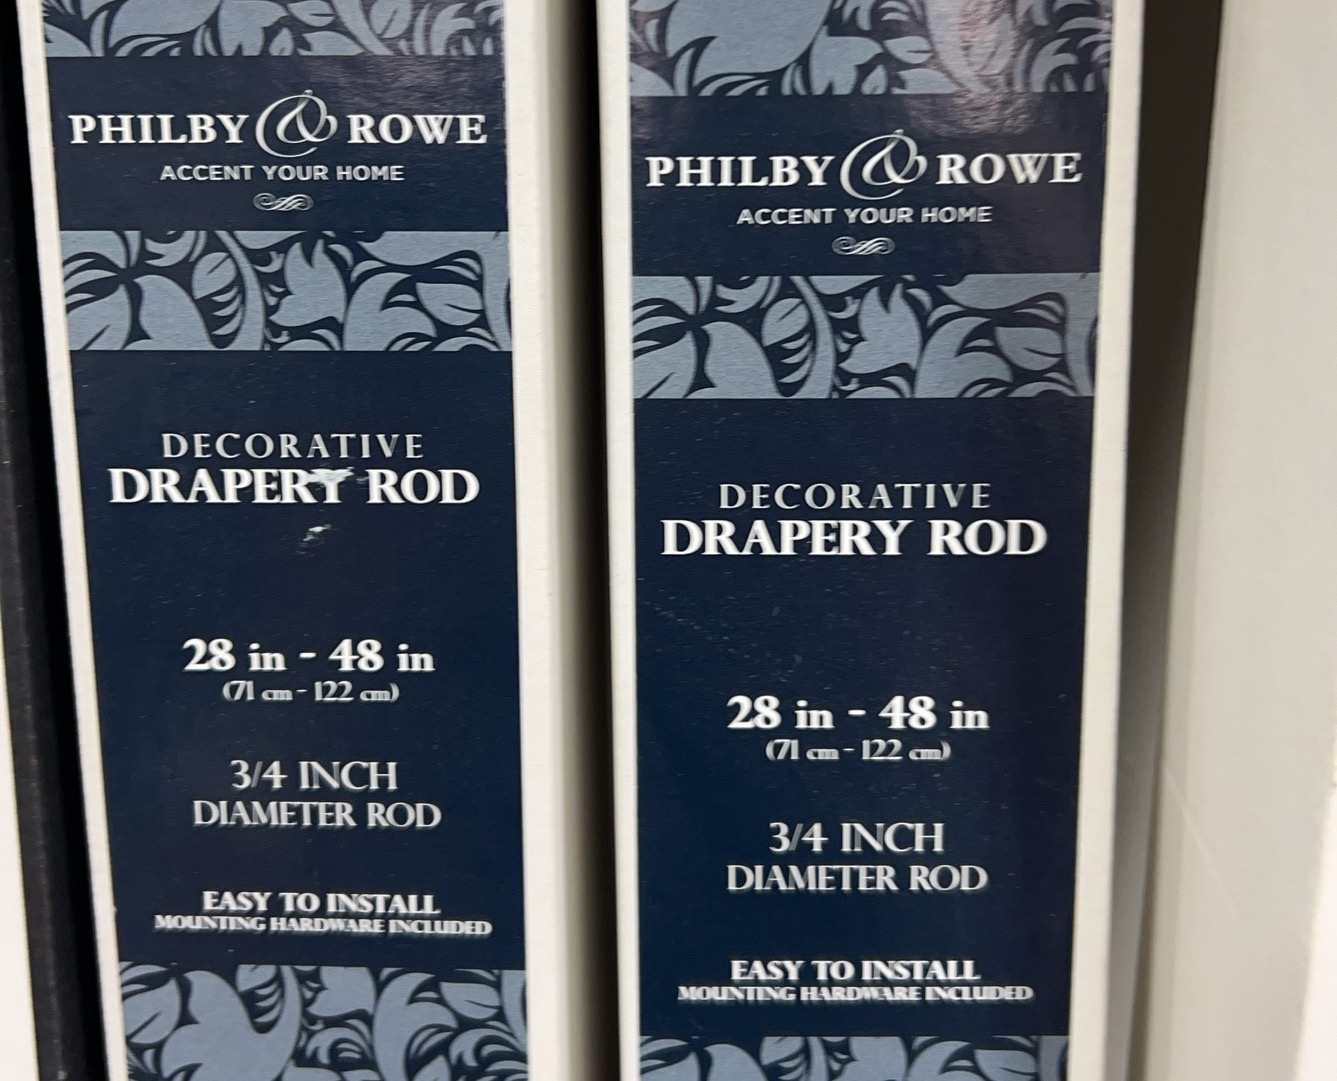 PHILBY & ROWE
ACCENT YOUR HOME
DECORATIVE
DRAPERY ROD
28 in - 48 in
(71 cm - 122 cm)
3/4 INCH
DIAMETER ROD
EASY TO INSTALL
MOUNTING HARDWARE INCLUDED
PHILBY & ROWE
ACCENT YOUR HOME
DECORATIVE
DRAPERY ROD
28 in - 48 in
(71 cm - 122 cm)
3/4 INCH
DIAMETER ROD
EASY TO INSTALL
MOUNTING HARDWARE INCLUDED